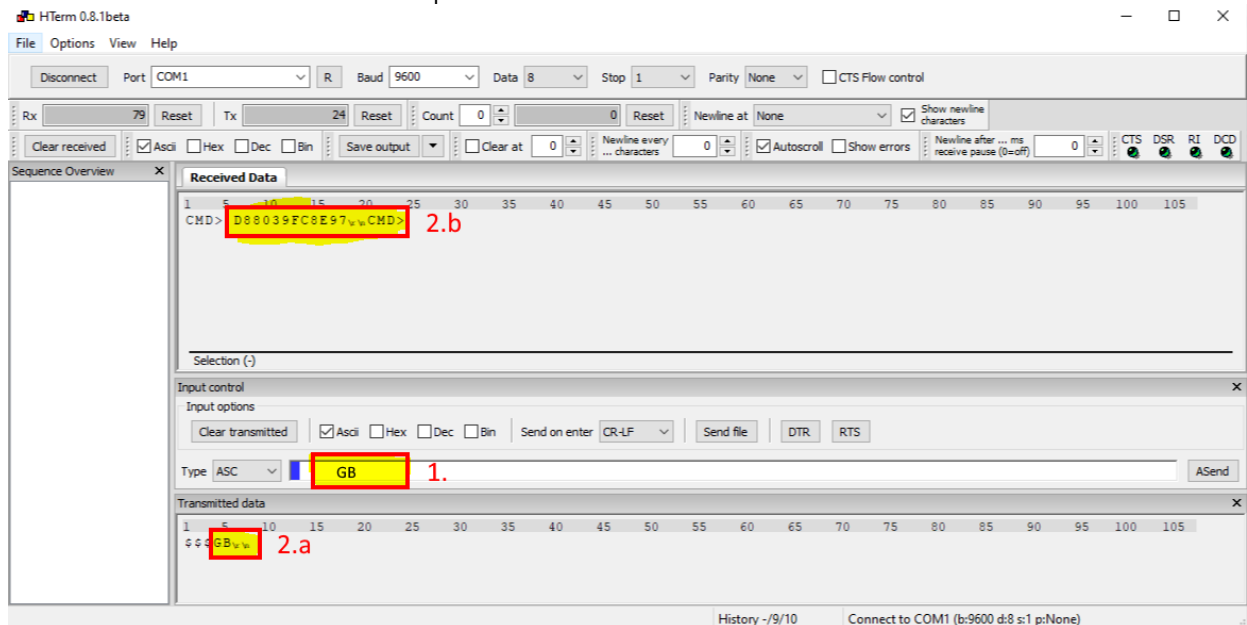 HTerm 0.8.1beta
File Options View Help
Disconnect Port COM1 R Baud 9600 Data 8 Stop 1 Parity None CTS Flow control
Rx 79 Reset Tx 24 Reset Count 0 0 Reset Newline at None Show newline characters
Clear received Ascii Hex Dec Bin Save output Clear at 0 Newline every ... characters 0 Autoscroll Show errors Newline after ... ms receive pause (0=off) 0 CTS DSR RI DCD
Sequence Overview x Received Data
1 5 10 15 20 25 30 35 40 45 50 55 60 65 70 75 80 85 90 95 100 105
CMD> D88039FC8E97\r\nCMD> 2.b
Selection (-)
Input control x
Input options
Clear transmitted Ascii Hex Dec Bin Send on enter CR-LF Send file DTR RTS
Type ASC GB 1. ASend
Transmitted data x
1 5 10 15 20 25 30 35 40 45 50 55 60 65 70 75 80 85 90 95 100 105
$$$GB\r\n 2.a
History -/9/10 Connect to COM1 (b:9600 d:8 s:1 p:None)